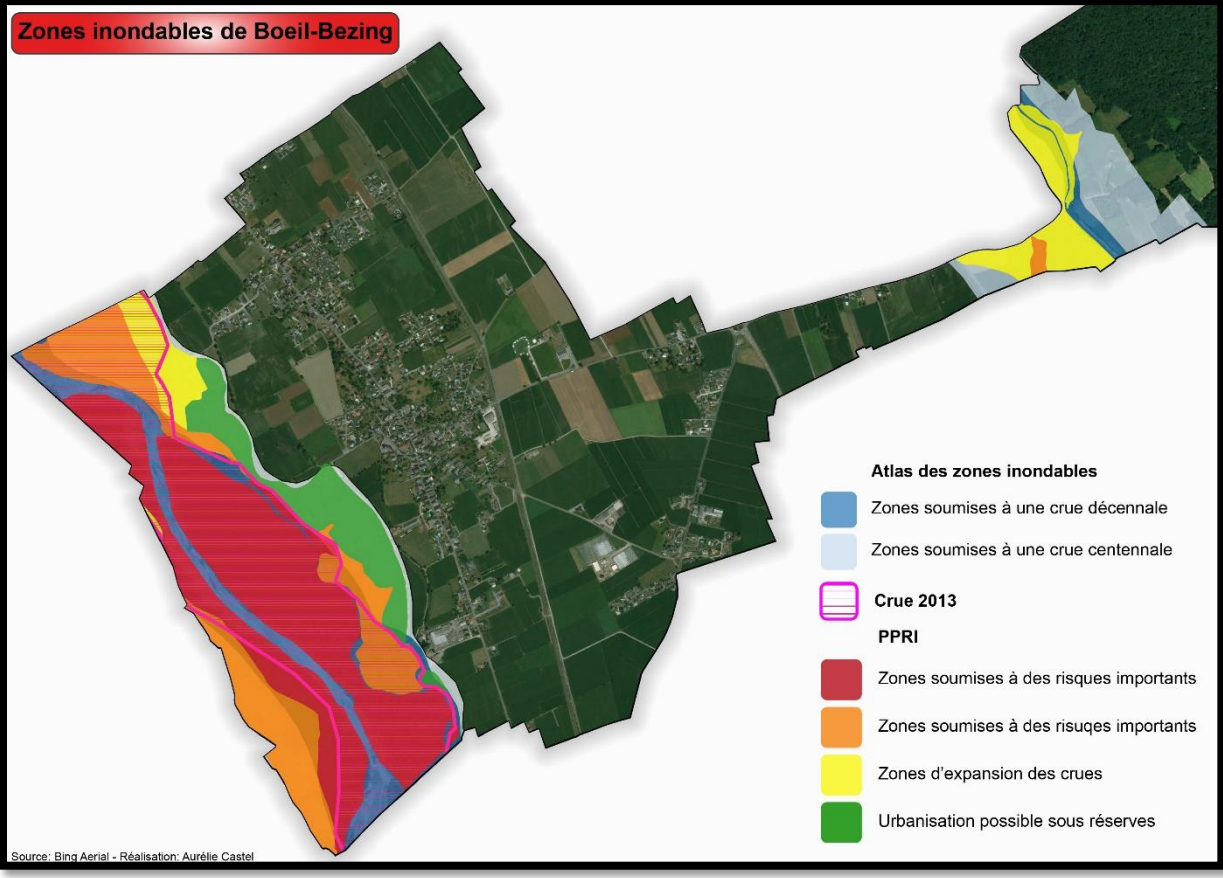 Zones inondables de Boeil-Bezing
Atlas des zones inondables
Zones soumises à une crue décennale
Zones soumises à une crue centennale
Crue 2013
PPRI
Zones soumises à des risques importants
Zones soumises à des risuqes importants
Zones d'expansion des crues
Urbanisation possible sous réserves
Source: Bing Aerial - Réalisation: Aurélie Castel